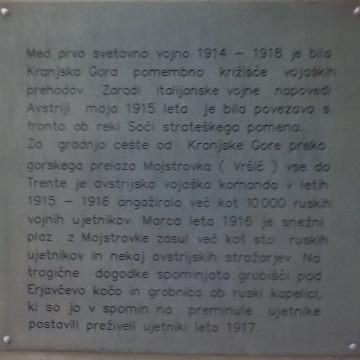 Med prvo svetovno vojno 1914 - 1918 je bila
Kranjska Gora pomembno križišče vojaških
prehodov. Zaradi italijanske vojne napovedi
Avstriji maja 1915 leta je bila povezava s
fronto ob reki Soči strateškega pomena.
Za gradnjo ceste od Kranjske Gore preko
gorskega prelaza Mojstrovka ( Vršič ) vse do
Trente je avstrijska vojaška komanda v letih
1915 - 1916 angažirala več kot 10000 ruskih
vojnih ujetnikov. Marca leta 1916 je snežni
plaz z Mojstrovke zasul več kot sto ruskih
ujetnikov in nekaj avstrijskih stražarjev. Na
tragične dogodke spominjata grobišči pod
Erjavčevo kočo in grobnica ob ruski kapelici,
ki so jo v spomin na preminule ujetnike
postavili preživeli ujetniki leta 1917.